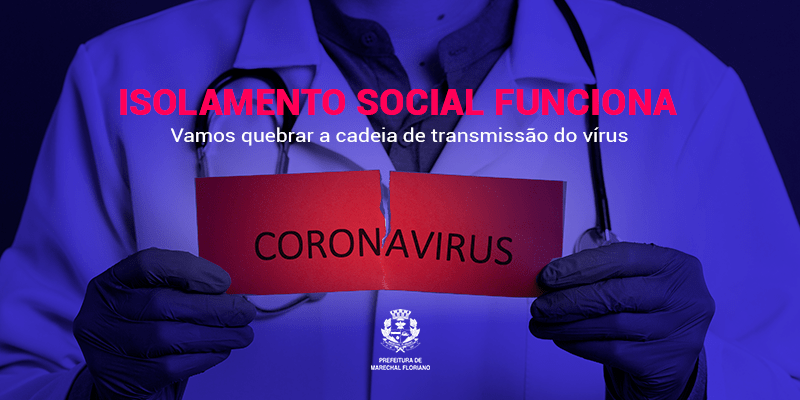 ISOLAMENTO SOCIAL FUNCIONA
Vamos quebrar a cadeia de transmissão do vírus
CORONAVIRUS
PREFEITURA DE
MARECHAL FLORIANO